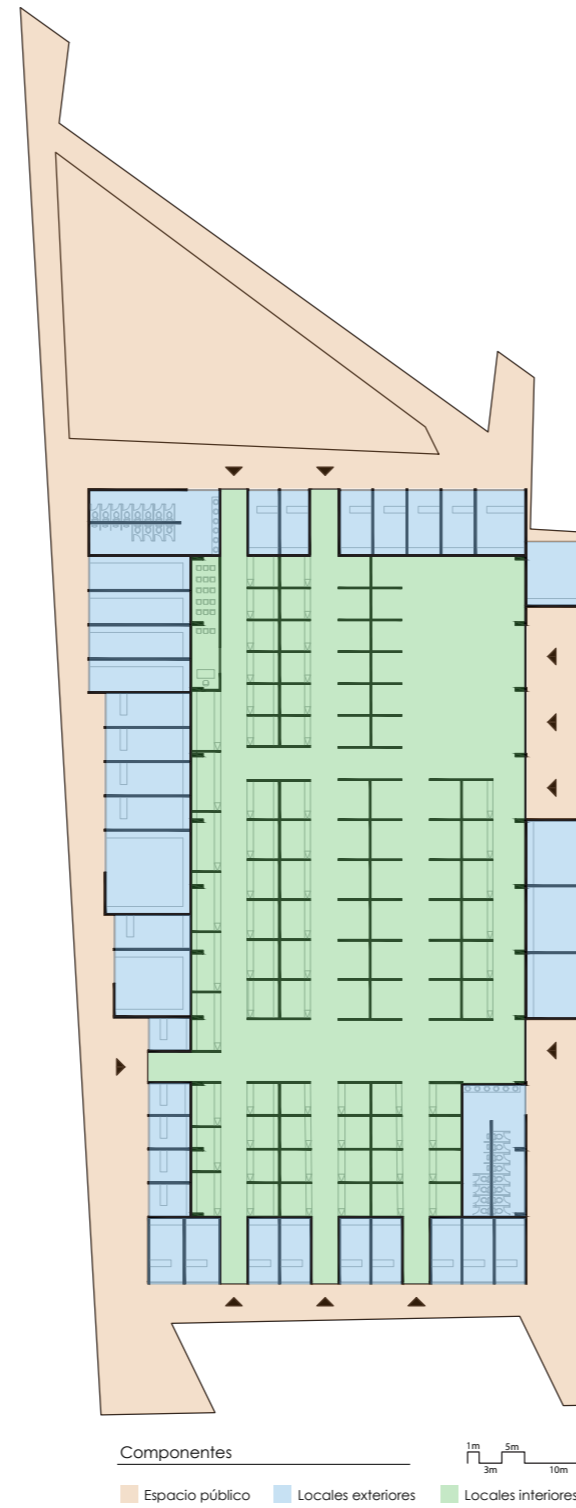 Componentes
1m 5m
3m 10m
Espacio público Locales exteriores Locales interiores